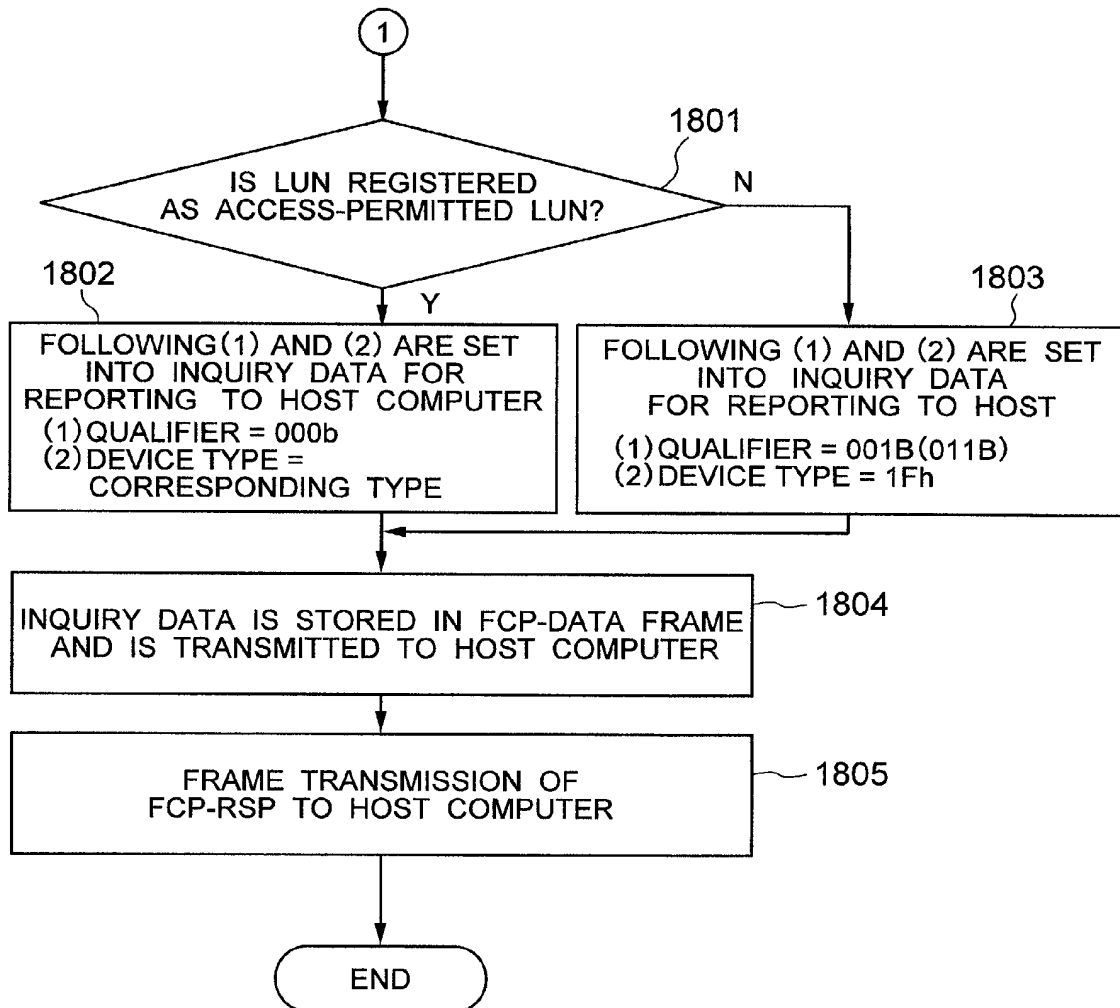 1
1801
IS LUN REGISTERED
AS ACCESS-PERMITTED LUN?
N
Y
1802
FOLLOWING (1) AND (2) ARE SET
INTO INQUIRY DATA FOR
REPORTING TO HOST COMPUTER
(1) QUALIFIER = 000b
(2) DEVICE TYPE =
CORRESPONDING TYPE
1803
FOLLOWING (1) AND (2) ARE SET
INTO INQUIRY DATA
FOR REPORTING TO HOST
(1) QUALIFIER = 001B(011B)
(2) DEVICE TYPE = 1Fh
INQUIRY DATA IS STORED IN FCP-DATA FRAME
AND IS TRANSMITTED TO HOST COMPUTER
1804
FRAME TRANSMISSION OF
FCP-RSP TO HOST COMPUTER
1805
END